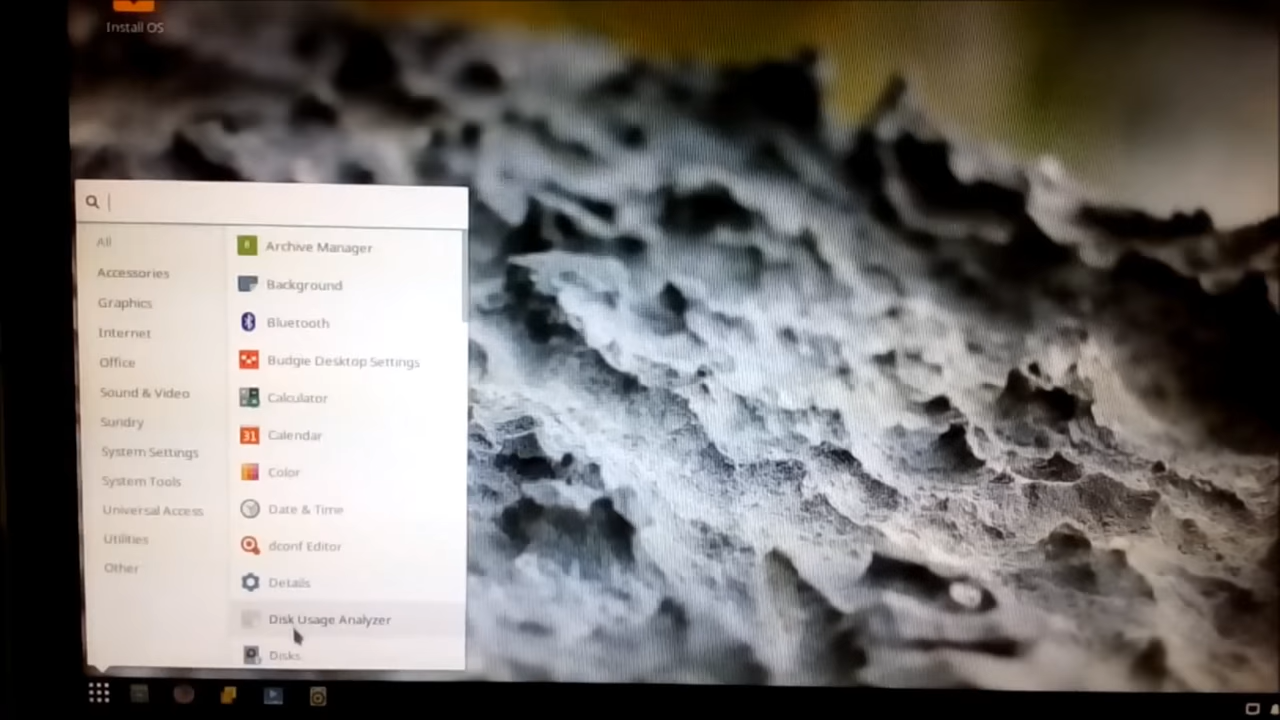 Install OS
All
Accessories
Graphics
Internet
Office
Sound & Video
Sundry
System Settings
System Tools
Universal Access
Utilities
Other
Archive Manager
Background
Bluetooth
Budgie Desktop Settings
Calculator
31 Calendar
Color
Date & Time
dconf Editor
Details
Disk Usage Analyzer
Disks